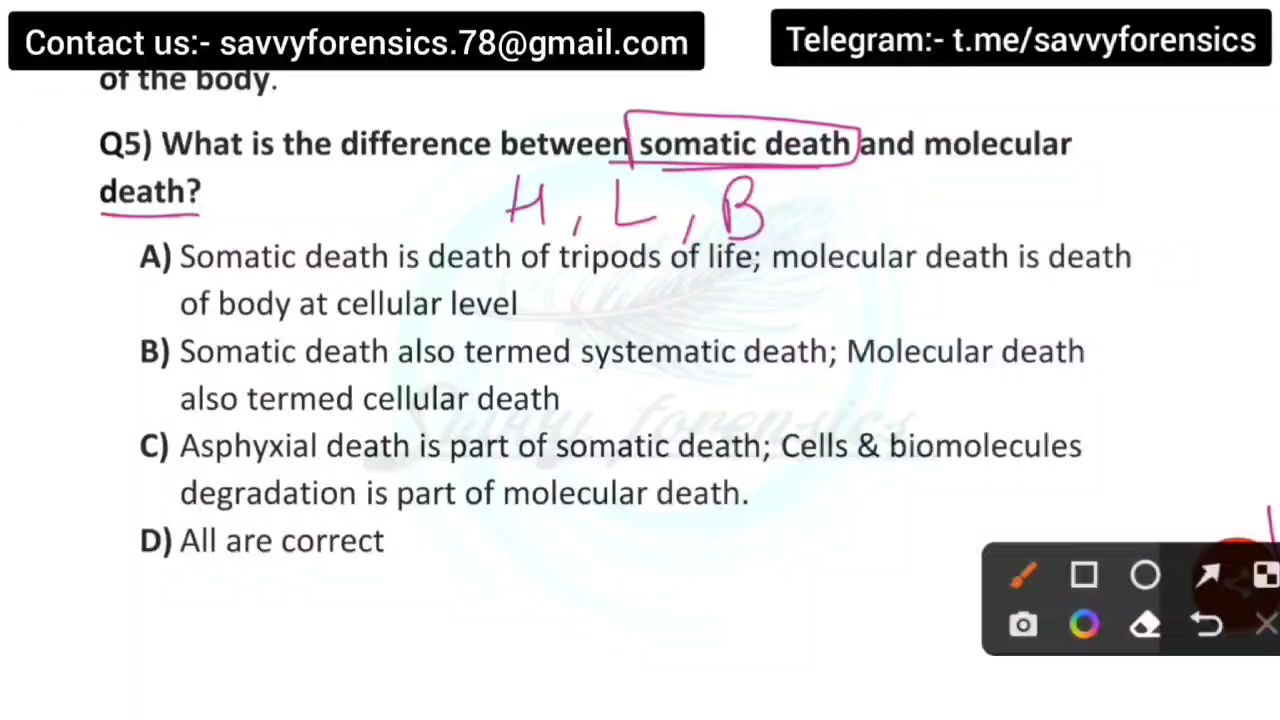 Contact us:- savvyforensics.78@gmail.com
Telegram:- t.me/savvyforensics
of the body.
Q5) What is the difference between somatic death and molecular
death?
H, L, B
A) Somatic death is death of tripods of life; molecular death is death
of body at cellular level
B) Somatic death also termed systematic death; Molecular death
also termed cellular death
C) Asphyxial death is part of somatic death; Cells & biomolecules
degradation is part of molecular death.
D) All are correct
Savvy forensics